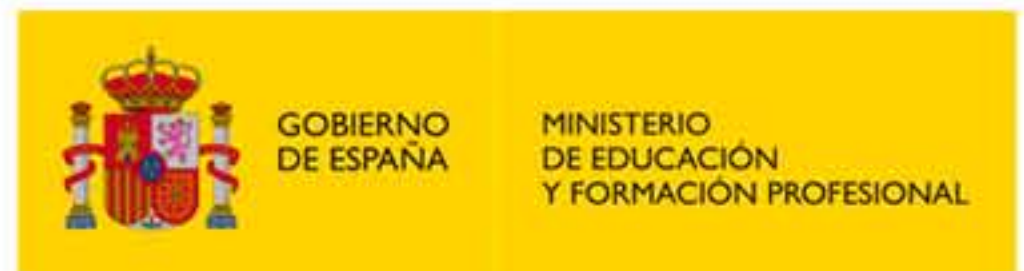 GOBIERNO
DE ESPAÑA
MINISTERIO
DE EDUCACIÓN
Y FORMACIÓN PROFESIONAL